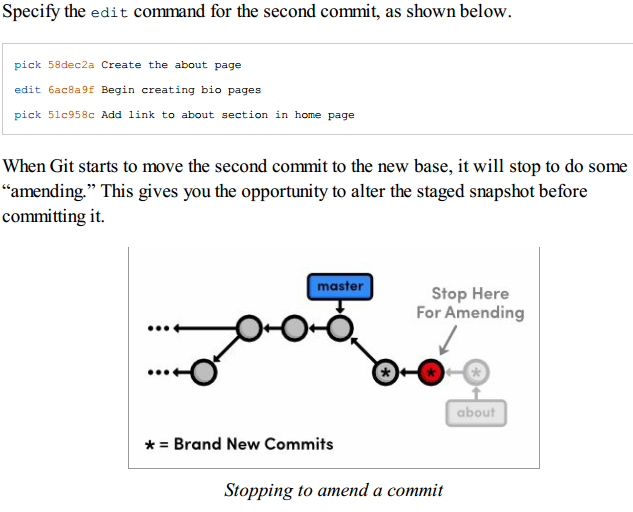 Specify the edit command for the second commit, as shown below.
pick 58dec2a Create the about page
edit 6ac8a9f Begin creating bio pages
pick 51c958c Add link to about section in home page
When Git starts to move the second commit to the new base, it will stop to do some
“amending.” This gives you the opportunity to alter the staged snapshot before
committing it.
master
Stop Here
For Amending
*
*
*
about
* = Brand New Commits
Stopping to amend a commit